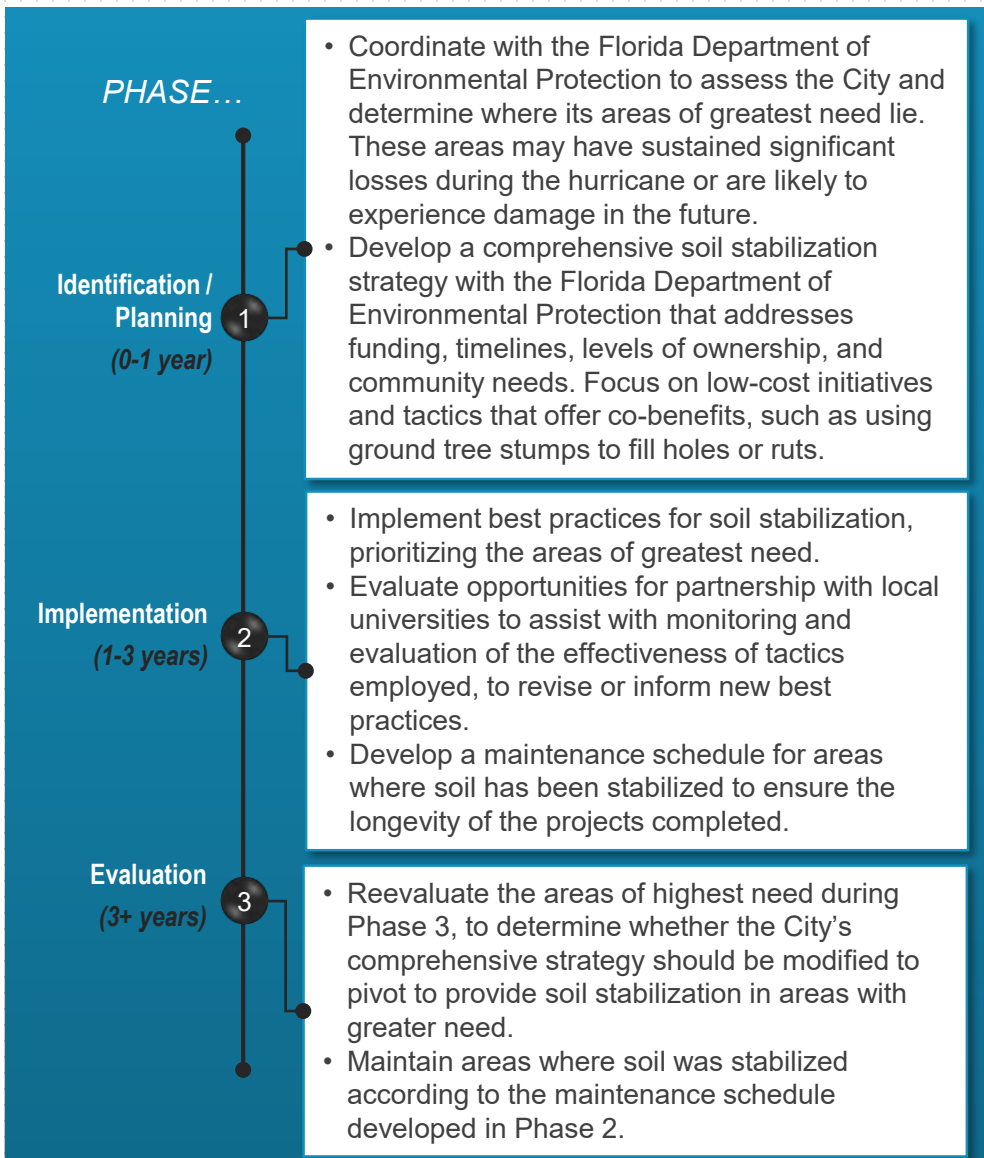 PHASE…
Identification /
Planning
(0-1 year)
1
• Coordinate with the Florida Department of
Environmental Protection to assess the City and
determine where its areas of greatest need lie.
These areas may have sustained significant
losses during the hurricane or are likely to
experience damage in the future.
• Develop a comprehensive soil stabilization
strategy with the Florida Department of
Environmental Protection that addresses
funding, timelines, levels of ownership, and
community needs. Focus on low-cost initiatives
and tactics that offer co-benefits, such as using
ground tree stumps to fill holes or ruts.
Implementation
(1-3 years)
2
• Implement best practices for soil stabilization,
prioritizing the areas of greatest need.
• Evaluate opportunities for partnership with local
universities to assist with monitoring and
evaluation of the effectiveness of tactics
employed, to revise or inform new best
practices.
• Develop a maintenance schedule for areas
where soil has been stabilized to ensure the
longevity of the projects completed.
Evaluation
(3+ years)
3
• Reevaluate the areas of highest need during
Phase 3, to determine whether the City’s
comprehensive strategy should be modified to
pivot to provide soil stabilization in areas with
greater need.
• Maintain areas where soil was stabilized
according to the maintenance schedule
developed in Phase 2.